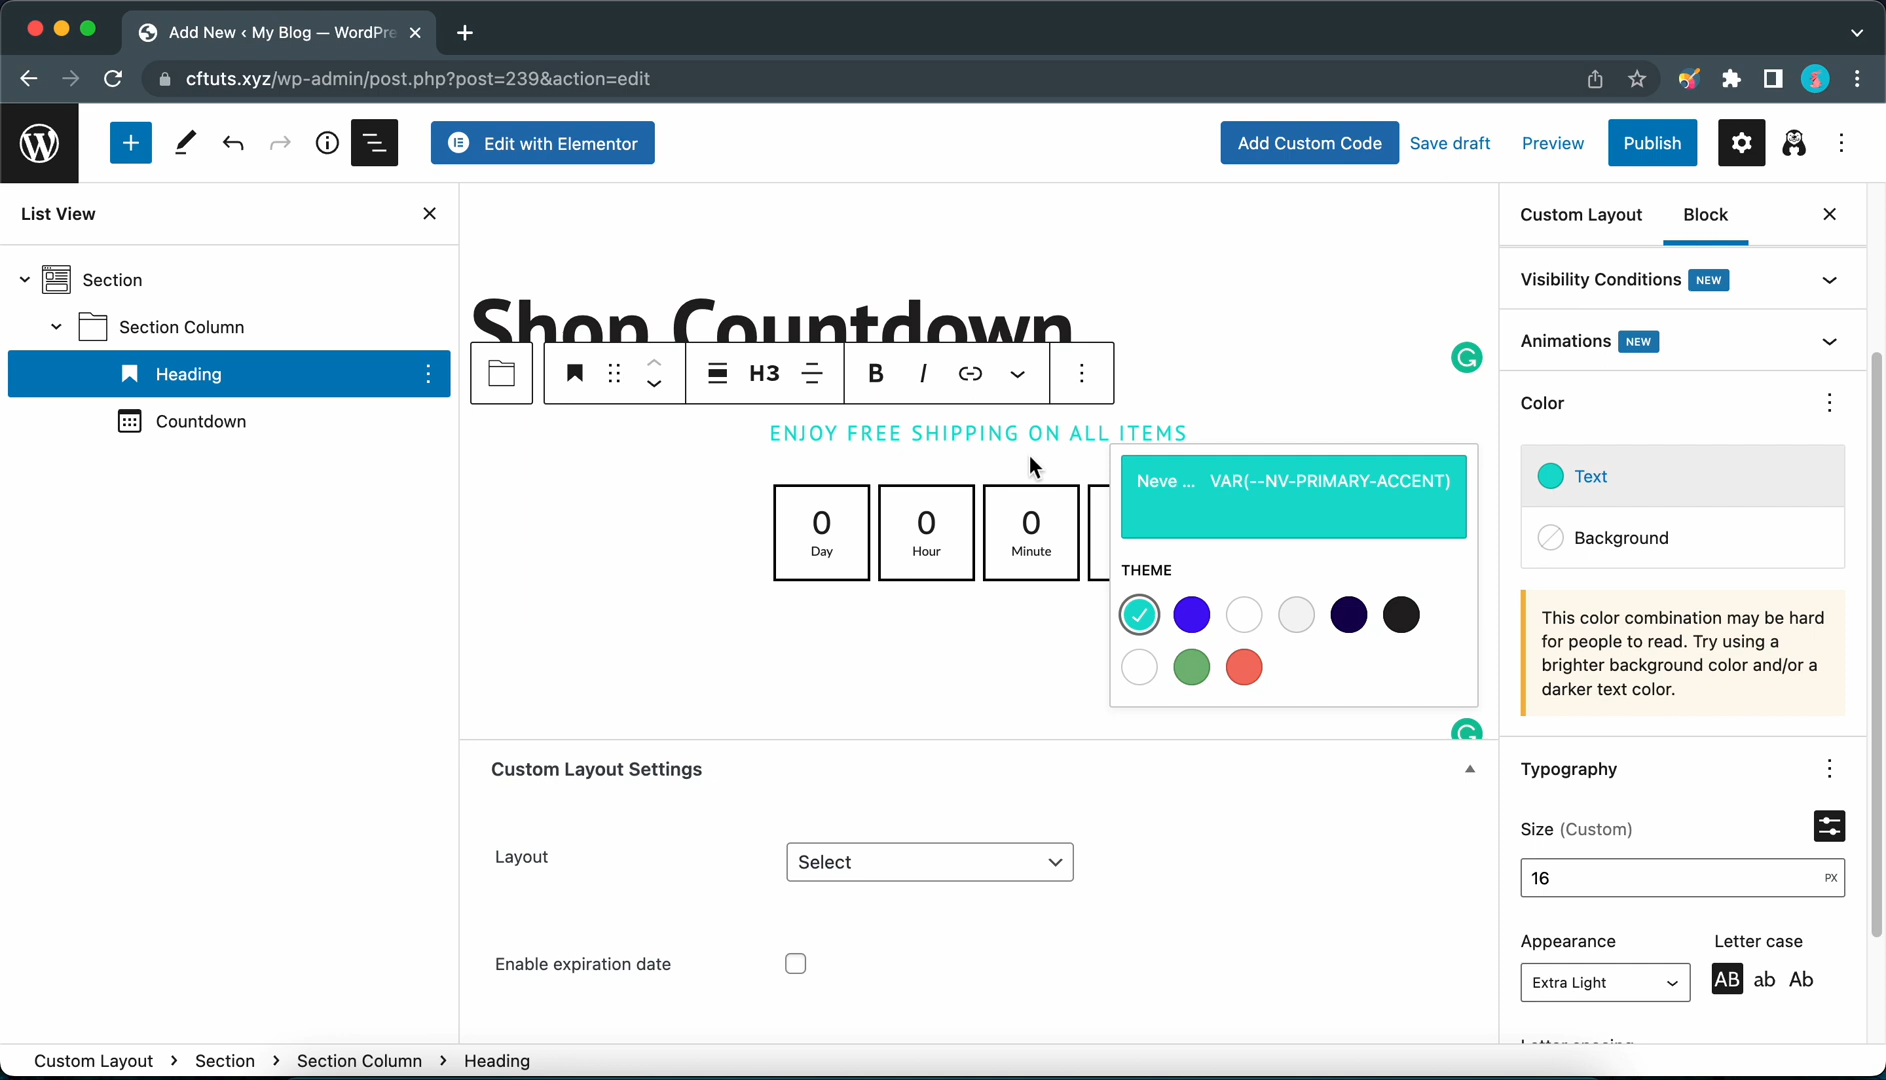 Add New ‹ My Blog — WordPre
cftuts.xyz/wp-admin/post.php?post=239&action=edit
Edit with Elementor
Add Custom Code
Save draft
Preview
Publish
List View
Section
Section Column
Heading
Countdown
Shop Countdown
H3
B I
ENJOY FREE SHIPPING ON ALL ITEMS
0
Day
0
Hour
0
Minute
Neve ... VAR(--NV-PRIMARY-ACCENT)
THEME
Custom Layout Settings
Layout
Select
Enable expiration date
Custom Layout
Block
Visibility Conditions NEW
Animations NEW
Color
Text
Background
This color combination may be hard
for people to read. Try using a
brighter background color and/or a
darker text color.
Typography
Size (Custom)
16
PX
Appearance
Letter case
Extra Light
AB ab Ab
Custom Layout › Section › Section Column › Heading